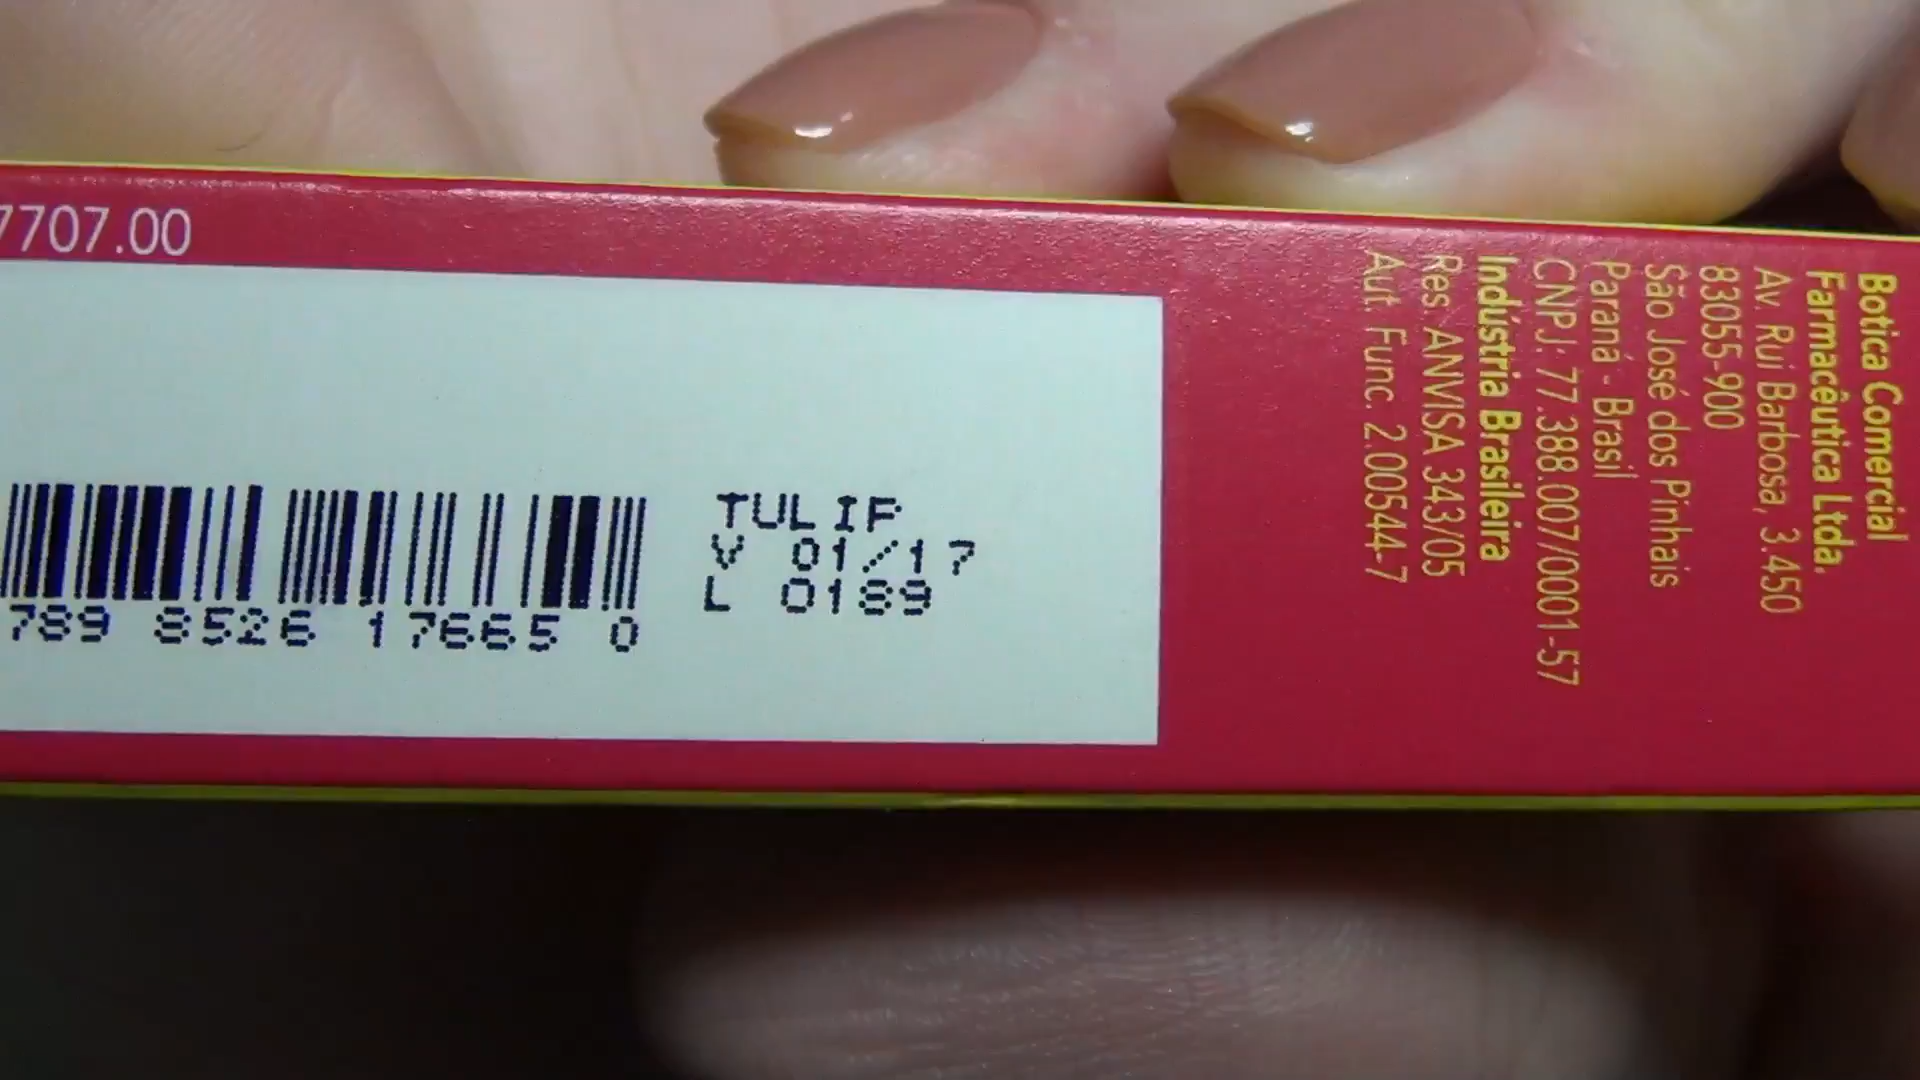 7707.00
789 8526 17665 0
TULIP
V 01/17
L 0189
Botica Comercial
Farmacêutica Ltda.
Av. Rui Barbosa, 3.450
83055-900
São José dos Pinhais
Paraná - Brasil
CNPJ: 77.388.007/0001-57
Indústria Brasileira
Res. ANVISA 343/05
Aut. Func. 2.00544-7